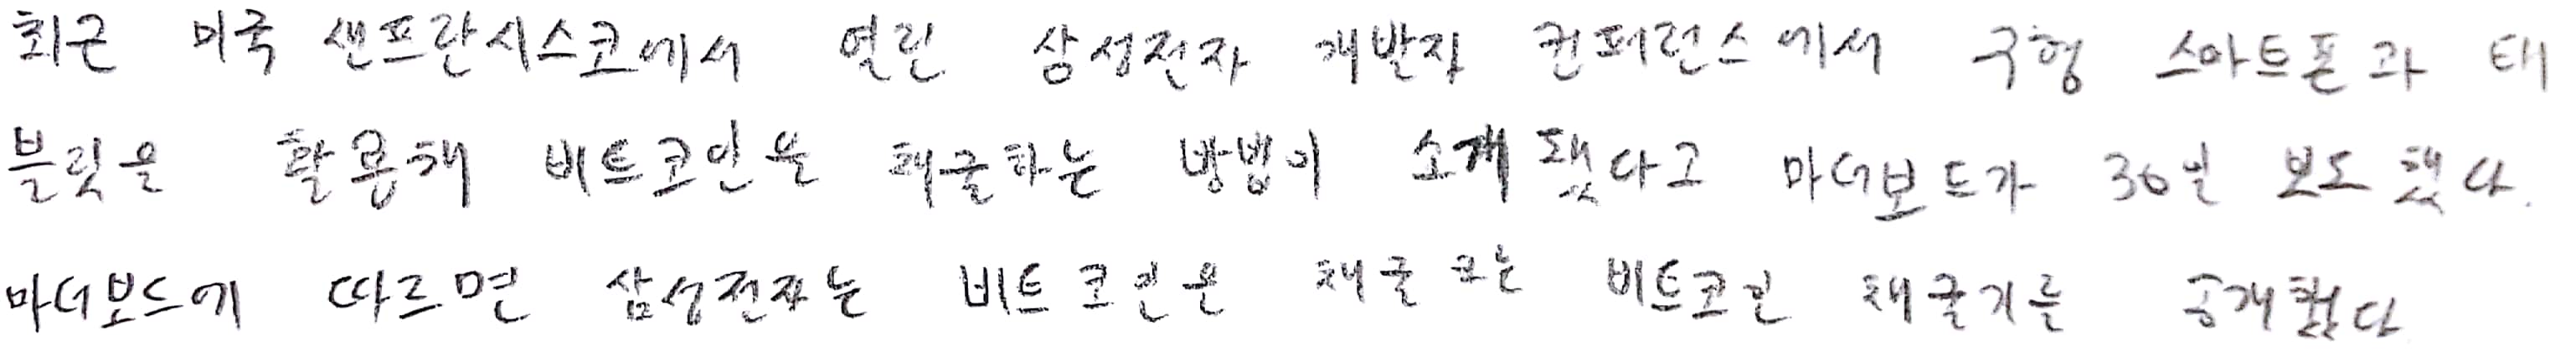 최근 미국 샌프란시스코에서 열린 삼성전자 개발자 컨퍼런스에서 구형 스마트폰과 태
블릿을 활용해 비트코인을 채굴하는 방법이 소개됐다고 마더보드가 30일 보도했다.
마더보드에 따르면 삼성전자는 비트코인은 채굴 비트코인 채굴기를 공개했다